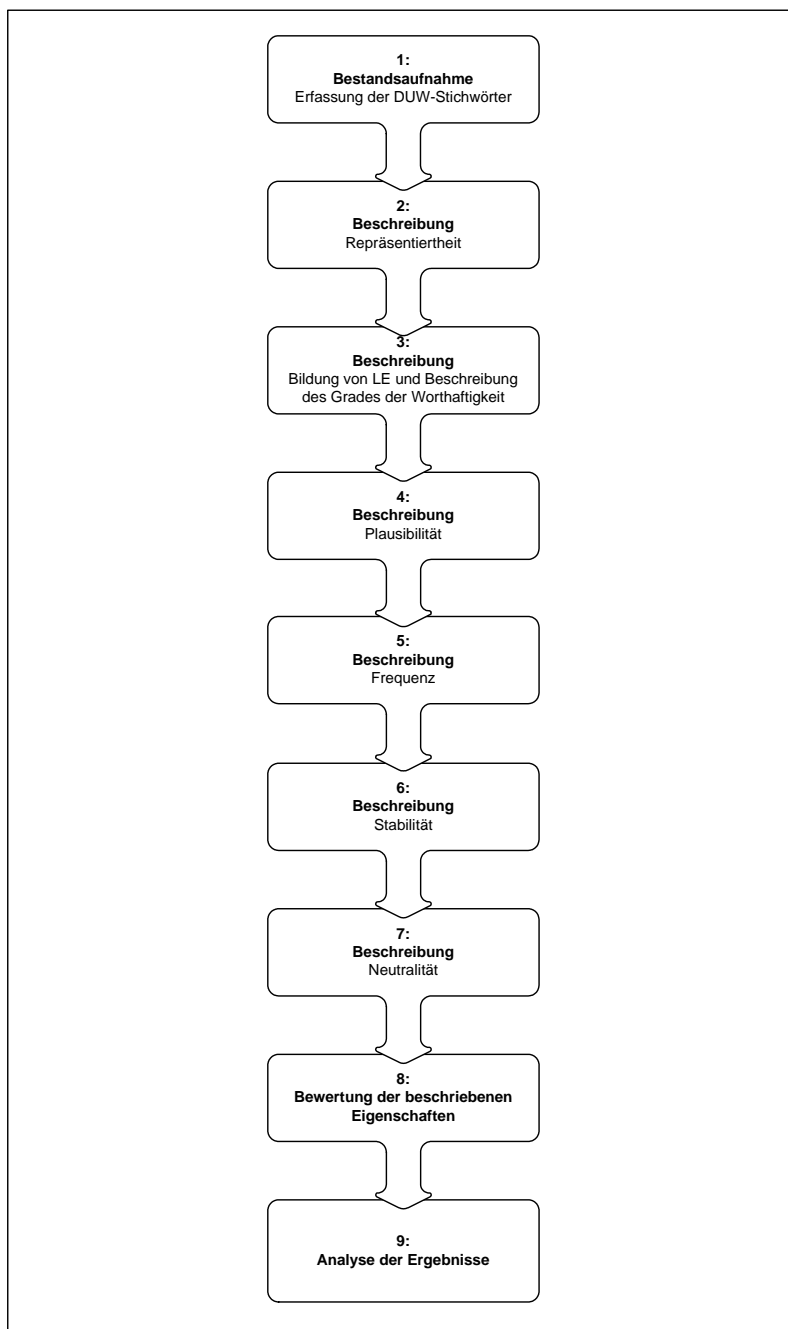 1:
Bestandsaufnahme
Erfassung der DUW-Stichwörter
2:
Beschreibung
Repräsentiertheit
3:
Beschreibung
Bildung von LE und Beschreibung
des Grades der Worthaftigkeit
4:
Beschreibung
Plausibilität
5:
Beschreibung
Frequenz
6:
Beschreibung
Stabilität
7:
Beschreibung
Neutralität
8:
Bewertung der beschriebenen
Eigenschaften
9:
Analyse der Ergebnisse